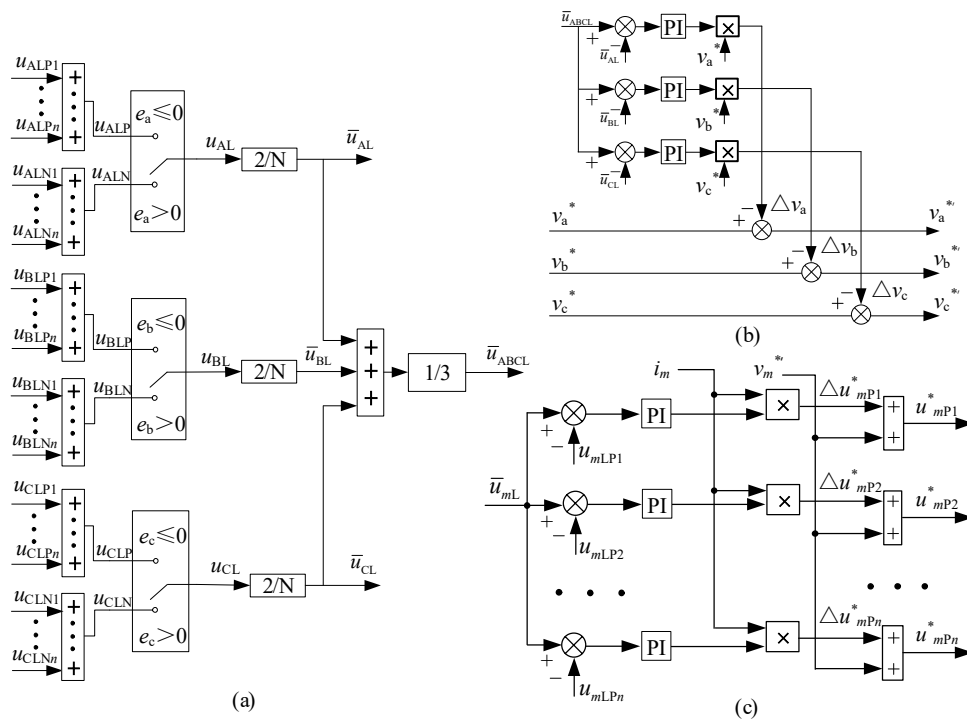 u_ALP1
u_ALPn
u_ALP
u_ALN1
u_ALNn
u_ALN
+
+
+
+
e_a≤0
e_a>0
u_AL
2/N
ū_AL
u_BLP1
u_BLPn
u_BLP
u_BLN1
u_BLNn
u_BLN
+
+
+
+
e_b≤0
e_b>0
u_BL
2/N
ū_BL
+
+
+
1/3
ū_ABCL
u_CLP1
u_CLPn
u_CLP
u_CLN1
u_CLNn
u_CLN
+
+
+
+
e_c≤0
e_c>0
u_CL
2/N
ū_CL
(a)
ū_ABCL
+ − PI ×
ū_AL v_a*
+ − PI ×
ū_BL v_b*
+ − PI ×
ū_CL v_c*
v_a* + − △v_a v_a*′
v_b* + − △v_b v_b*′
v_c* + − △v_c v_c*′
(b)
i_m v_m*′
+ − PI × △u*_mP1 + + u*_mP1
u_mLP1
ū_mL
+ − PI × △u*_mP2 + + u*_mP2
u_mLP2
+ − PI × △u*_mPn + + u*_mPn
u_mLPn
(c)